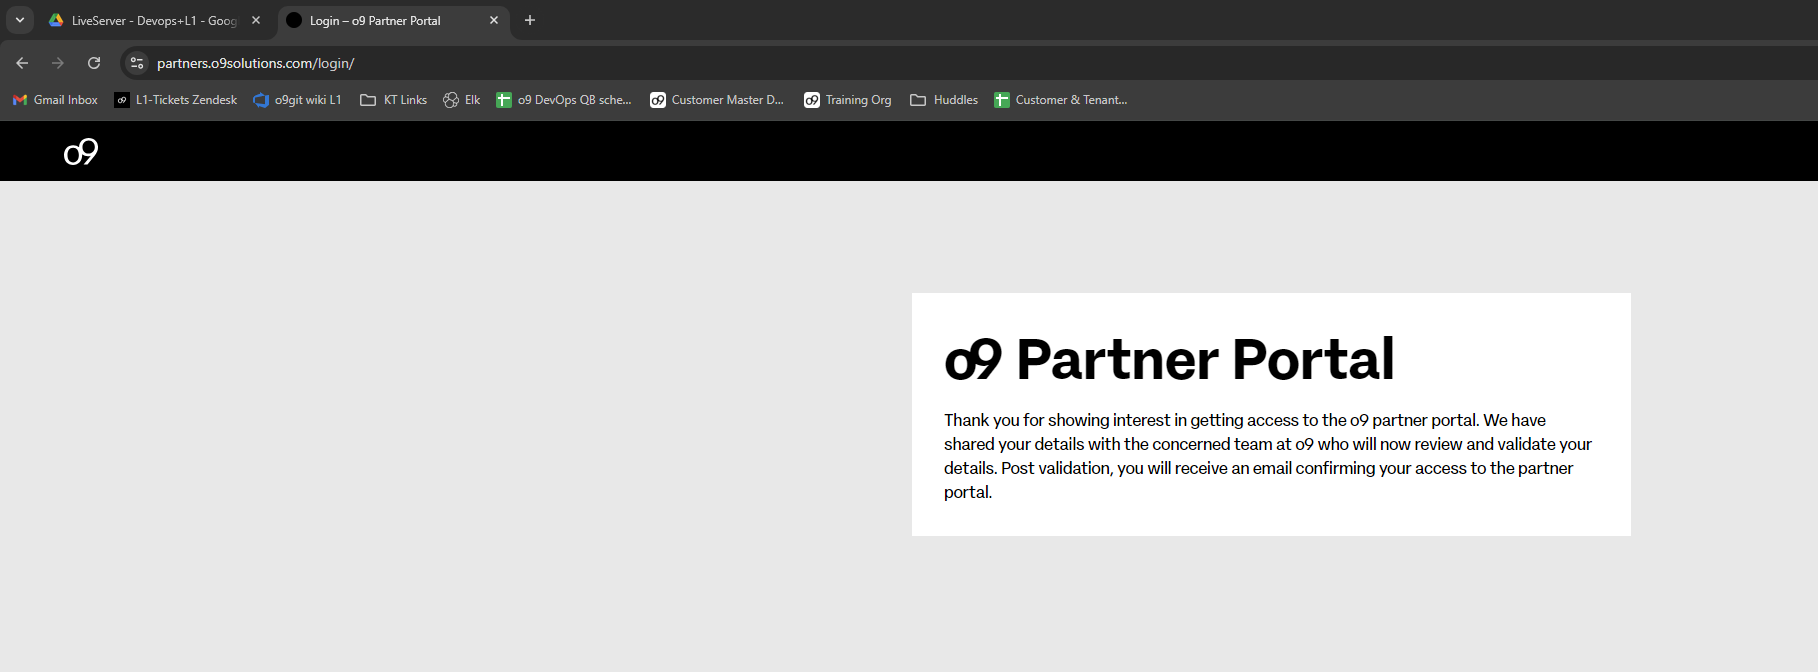 LiveServer - Devops+L1 - Goog
Login – o9 Partner Portal
partners.o9solutions.com/login/
Gmail Inbox
L1-Tickets Zendesk
o9git wiki L1
KT Links
Elk
o9 DevOps QB sche...
Customer Master D...
Training Org
Huddles
Customer & Tenant...
o9
o9 Partner Portal
Thank you for showing interest in getting access to the o9 partner portal. We have
shared your details with the concerned team at o9 who will now review and validate your
details. Post validation, you will receive an email confirming your access to the partner
portal.